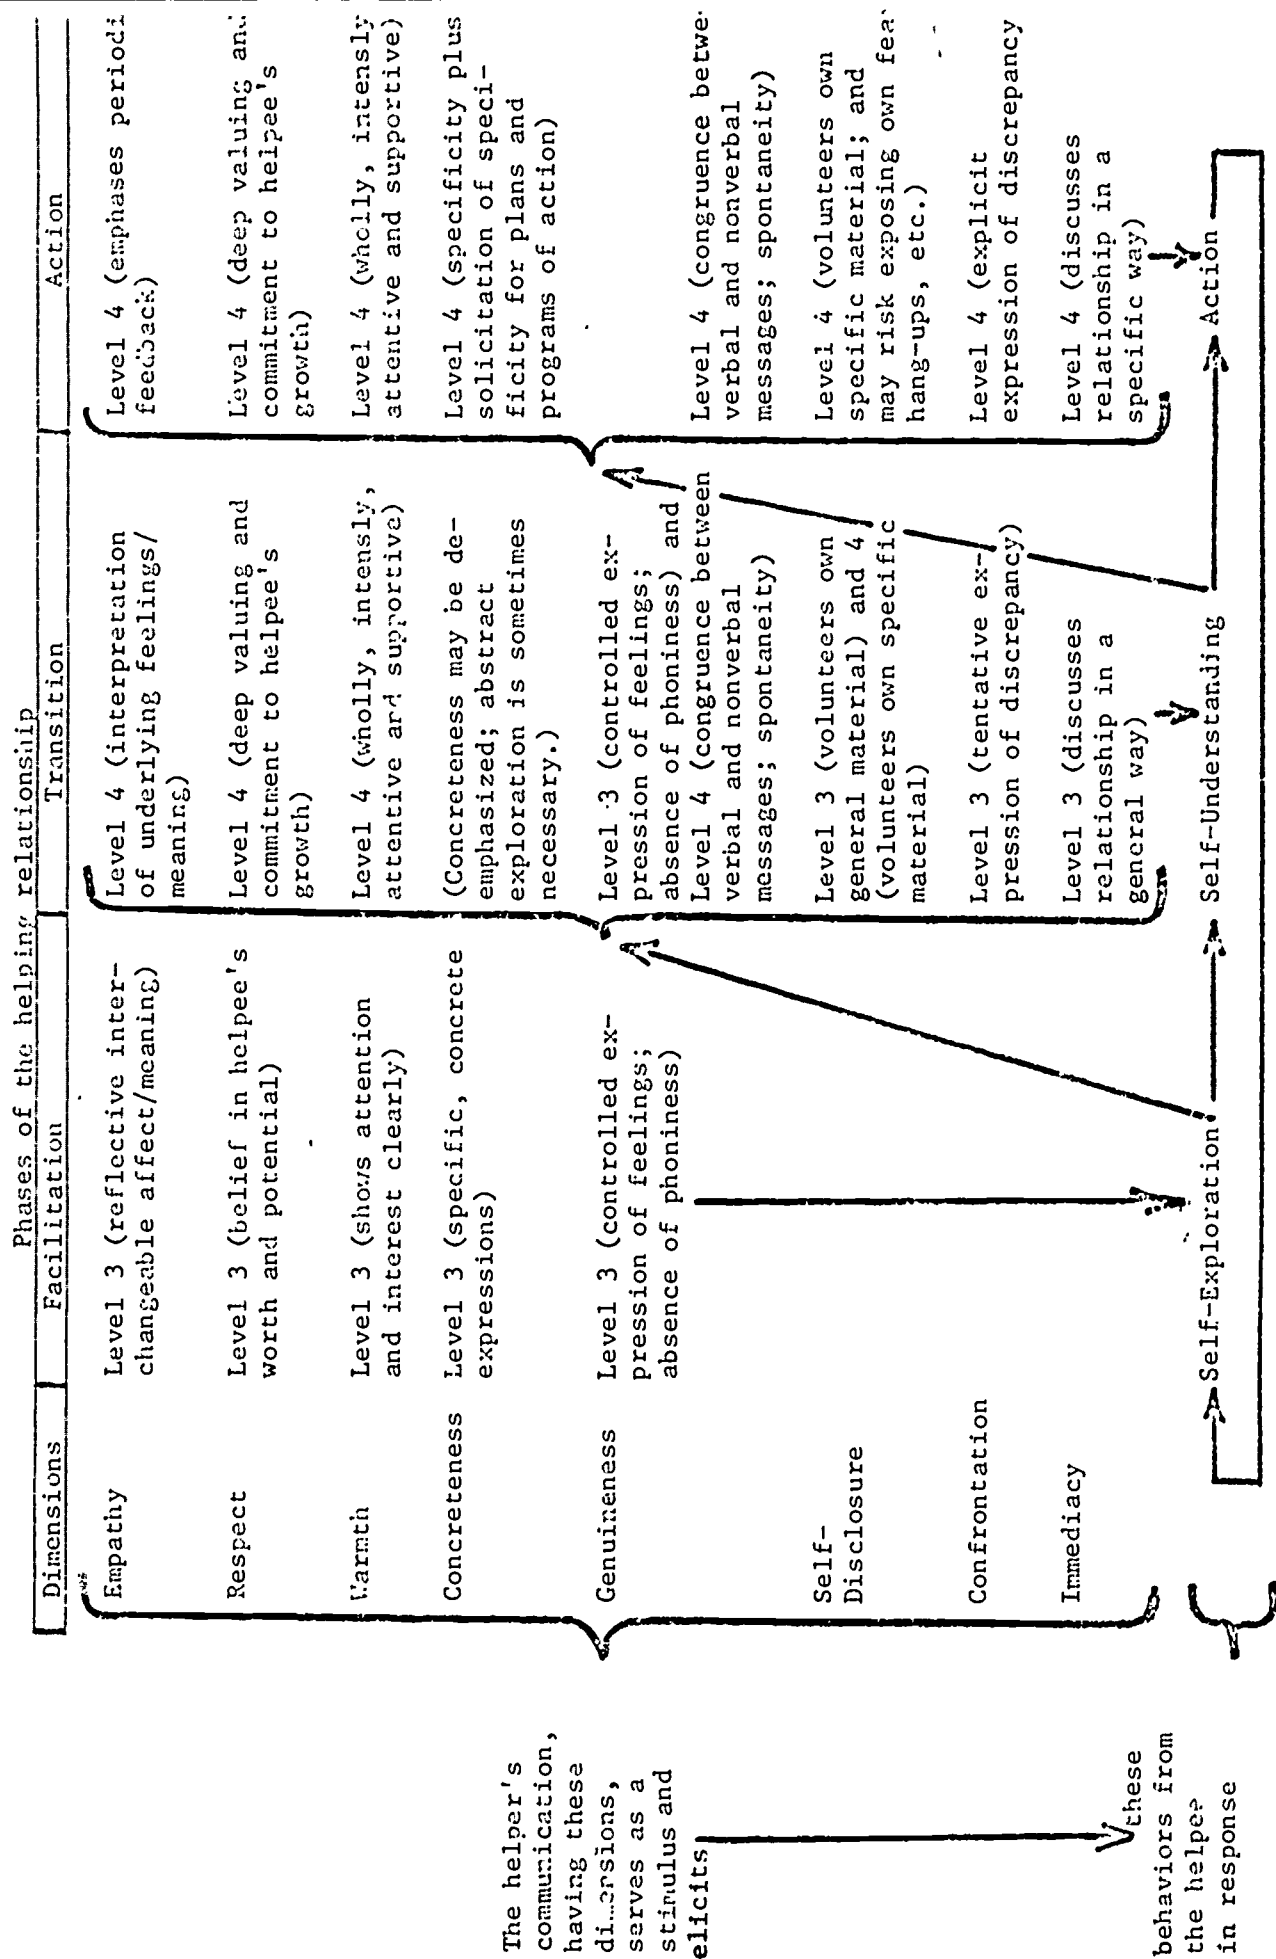 Phases of the helping relationship
Dimensions Facilitation Transition Action
Empathy
Level 3 (reflective inter-
changeable affect/meaning)
Level 4 (interpretation
of underlying feelings/
meaning)
Level 4 (emphases periodi
feedback)
Respect
Level 3 (belief in helpee's
worth and potential)
Level 4 (deep valuing and
commitment to helpee's
growth)
Level 4 (deep valuing and
commitment to helpee's
growth)
Warmth
Level 3 (shows attention
and interest clearly)
Level 4 (wholly, intensly,
attentive and supportive)
Level 4 (wholly, intensly
attentive and supportive)
Concreteness
Level 3 (specific, concrete
expressions)
(Concreteness may be de-
emphasized; abstract
exploration is sometimes
necessary.)
Level 4 (specificity plus
solicitation of speci-
ficity for plans and
programs of action)
Genuineness
Level 3 (controlled ex-
pression of feelings;
absence of phoniness)
Level 3 (controlled ex-
pression of feelings;
absence of phoniness) and
Level 4 (congruence between
verbal and nonverbal
messages; spontaneity)
Level 4 (congruence betwe
verbal and nonverbal
messages; spontaneity)
Self-
Disclosure
Level 3 (volunteers own
general material) and 4
(volunteers own specific
material)
Level 4 (volunteers own
specific material; and
may risk exposing own fea
hang-ups, etc.)
Confrontation
Level 3 (tentative ex-
pression of discrepancy)
Level 4 (explicit
expression of discrepancy
Immediacy
Level 3 (discusses
relationship in a
general way)
Level 4 (discusses
relationship in a
specific way)
Self-Exploration Self-Understanding Action
The helper's
communication,
having these
dimensions,
serves as a
stimulus and
elicits
these
behaviors from
the helpee
in response